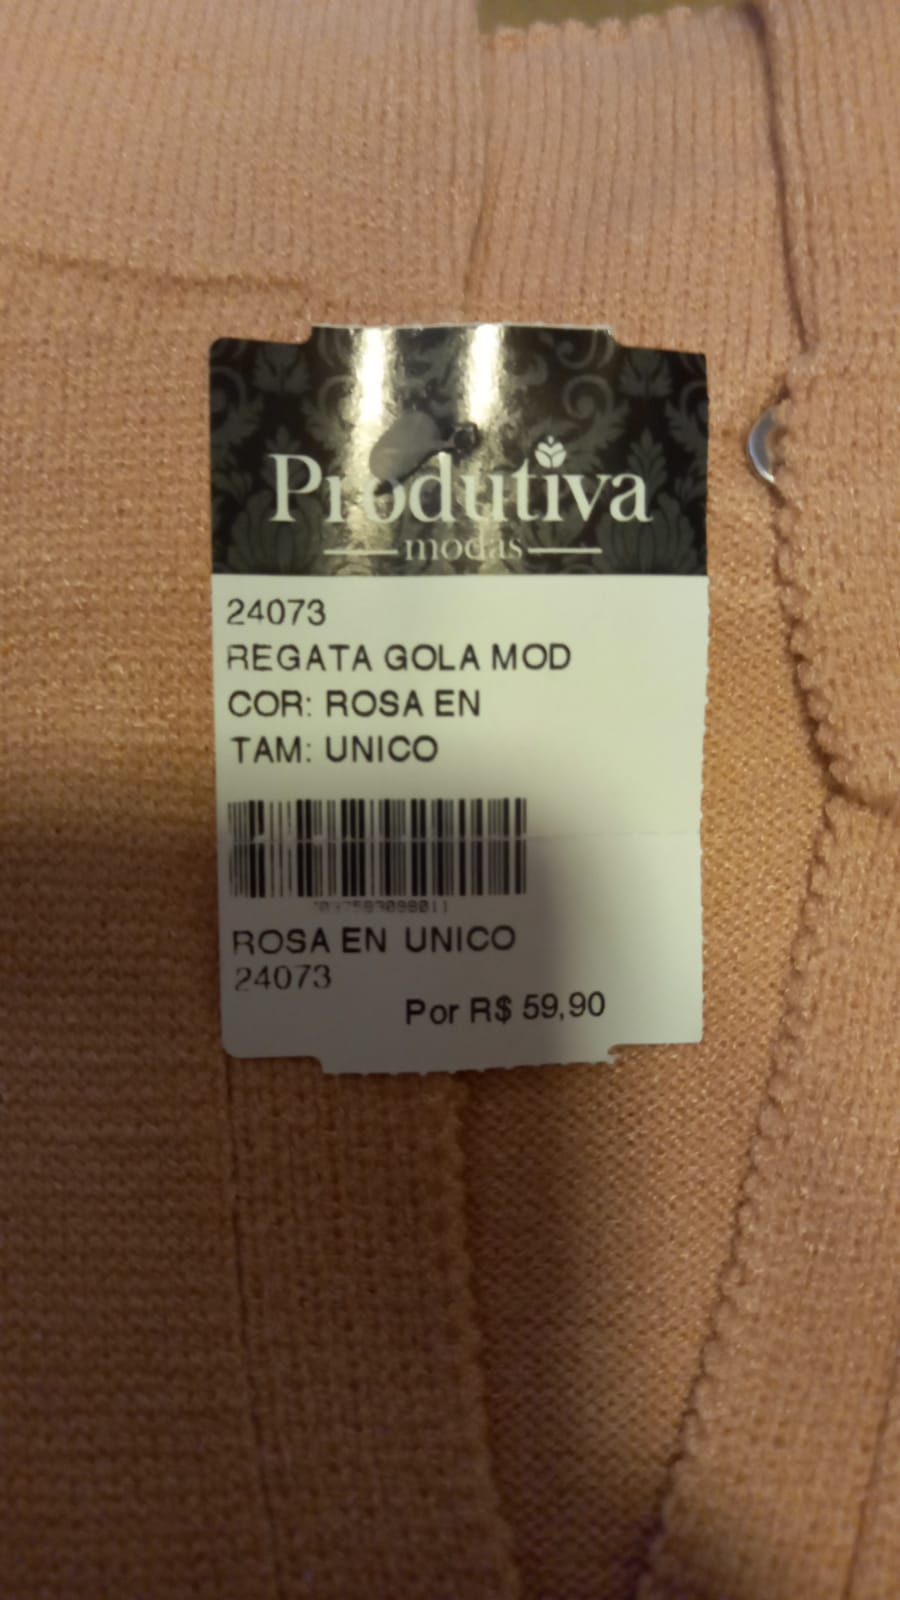 Produtiva
modas
24073
REGATA GOLA MOD
COR: ROSA EN
TAM: UNICO
ROSA EN UNICO
24073
Por R$ 59,90